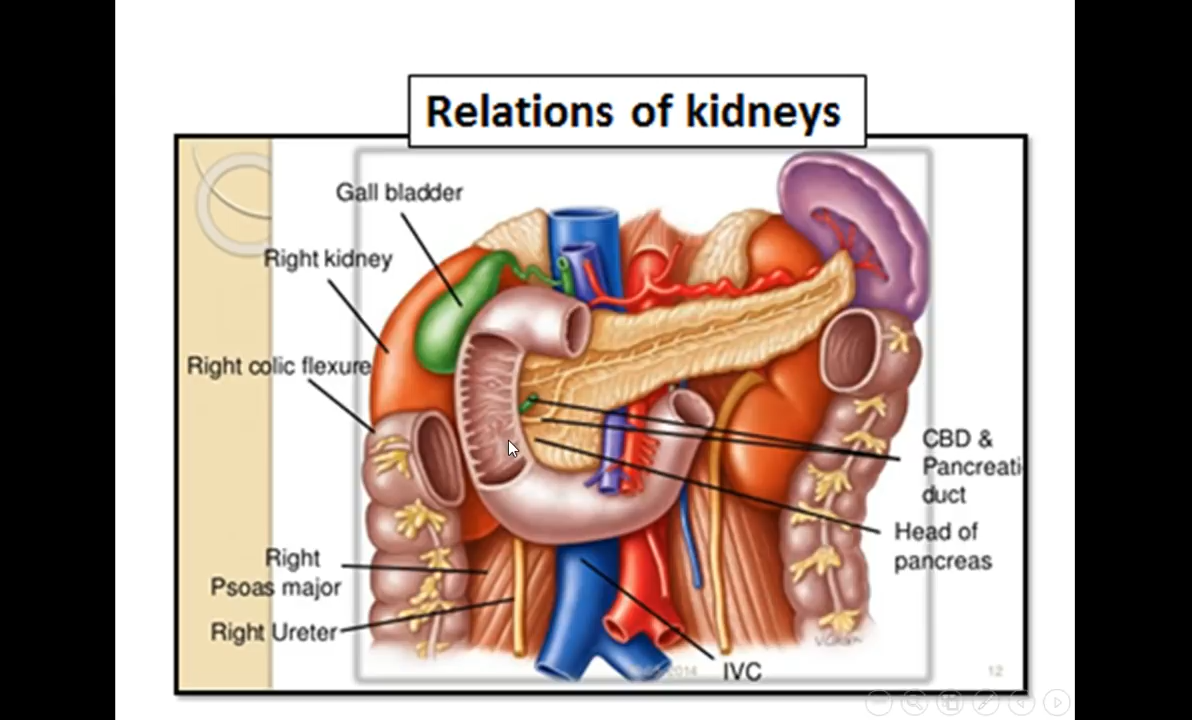 Relations of kidneys
Gall bladder
Right kidney
Right colic flexure
CBD &
Pancreati
duct
Head of
pancreas
Right
Psoas major
Right Ureter
IVC
2014
12